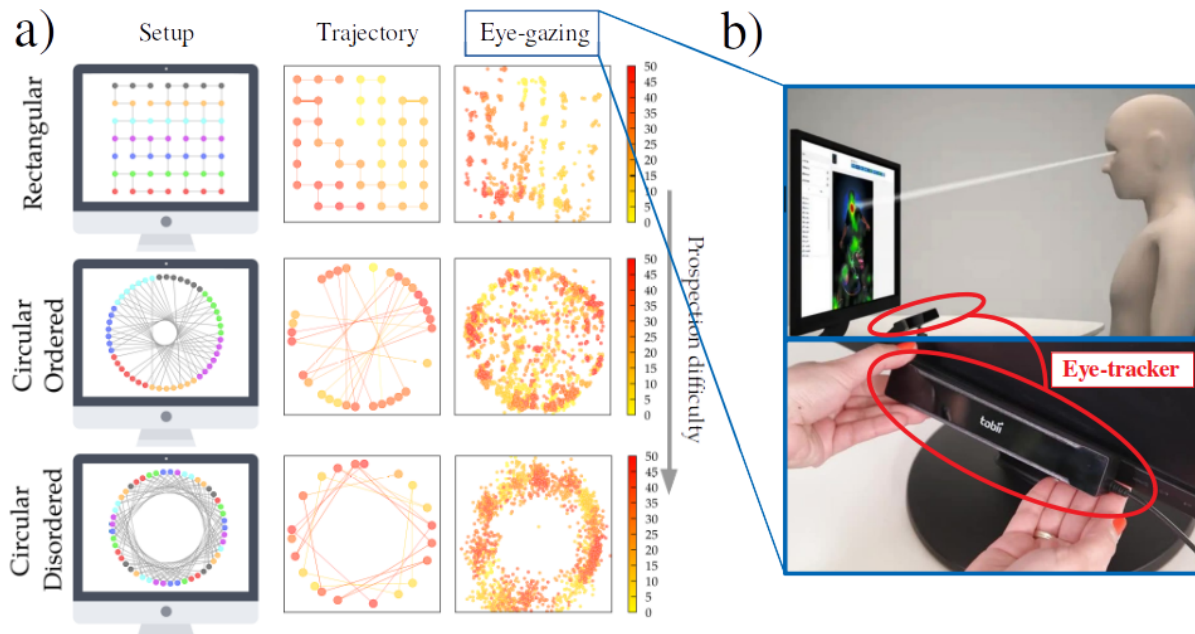 a)
Setup
Trajectory
Eye-gazing
b)
Rectangular
50
45
40
35
30
25
20
15
10
5
0
Circular
Ordered
50
45
40
35
30
25
20
15
10
5
0
Circular
Disordered
50
45
40
35
30
25
20
15
10
5
0
Prospection difficulty
Eye-tracker
tobii